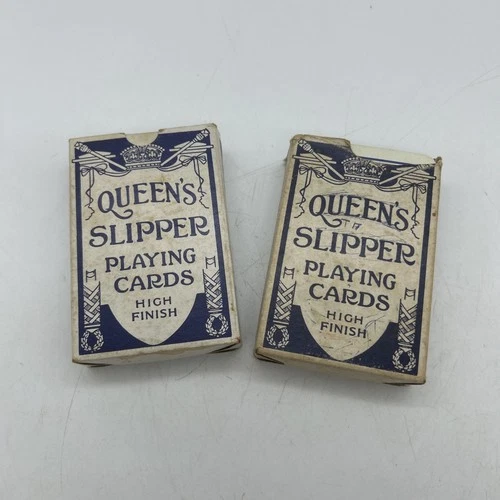 QUEEN'S
SLIPPER
PLAYING
CARDS
HIGH
FINISH
QUEEN'S
SLIPPER
PLAYING
CARDS
HIGH
FINISH